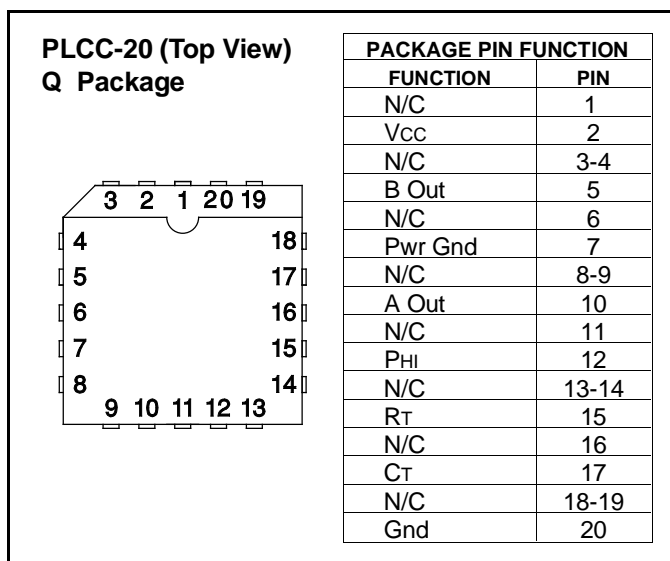 PLCC-20 (Top View)
Q Package
3 2 1 20 19
4 18
5 17
6 16
7 15
8 14
9 10 11 12 13
PACKAGE PIN FUNCTION
FUNCTION PIN
N/C 1
VCC 2
N/C 3-4
B Out 5
N/C 6
Pwr Gnd 7
N/C 8-9
A Out 10
N/C 11
PHI 12
N/C 13-14
RT 15
N/C 16
CT 17
N/C 18-19
Gnd 20